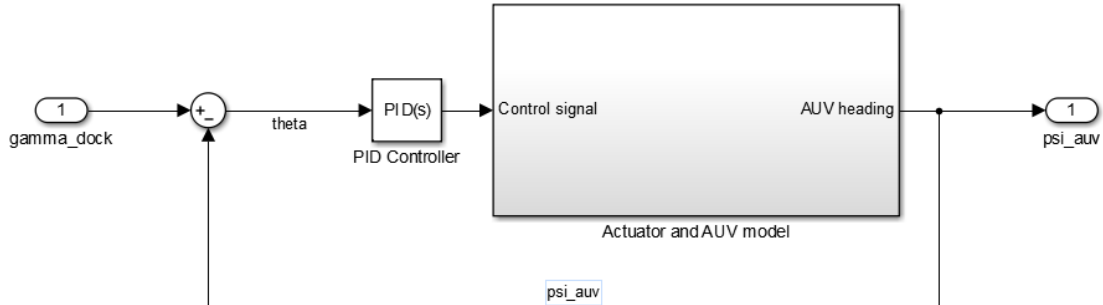 1
gamma_dock
+
−
theta
PID(s)
PID Controller
Control signal
AUV heading
Actuator and AUV model
1
psi_auv
psi_auv